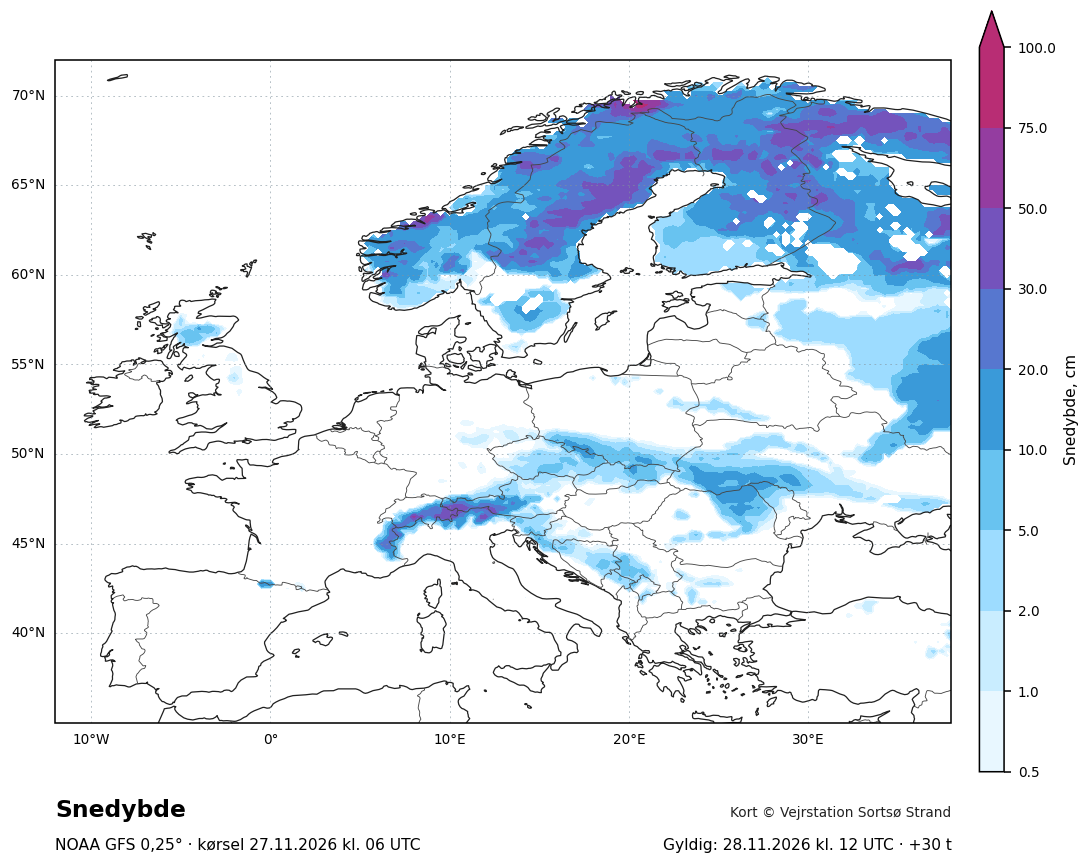 70°N
65°N
60°N
55°N
50°N
45°N
40°N
10°W
0°
10°E
20°E
30°E
100.0
75.0
50.0
30.0
20.0
10.0
5.0
2.0
1.0
0.5
Snedybde, cm
Snedybde
Kort © Vejrstation Sortsø Strand
NOAA GFS 0,25° · kørsel 27.11.2026 kl. 06 UTC
Gyldig: 28.11.2026 kl. 12 UTC · +30 t